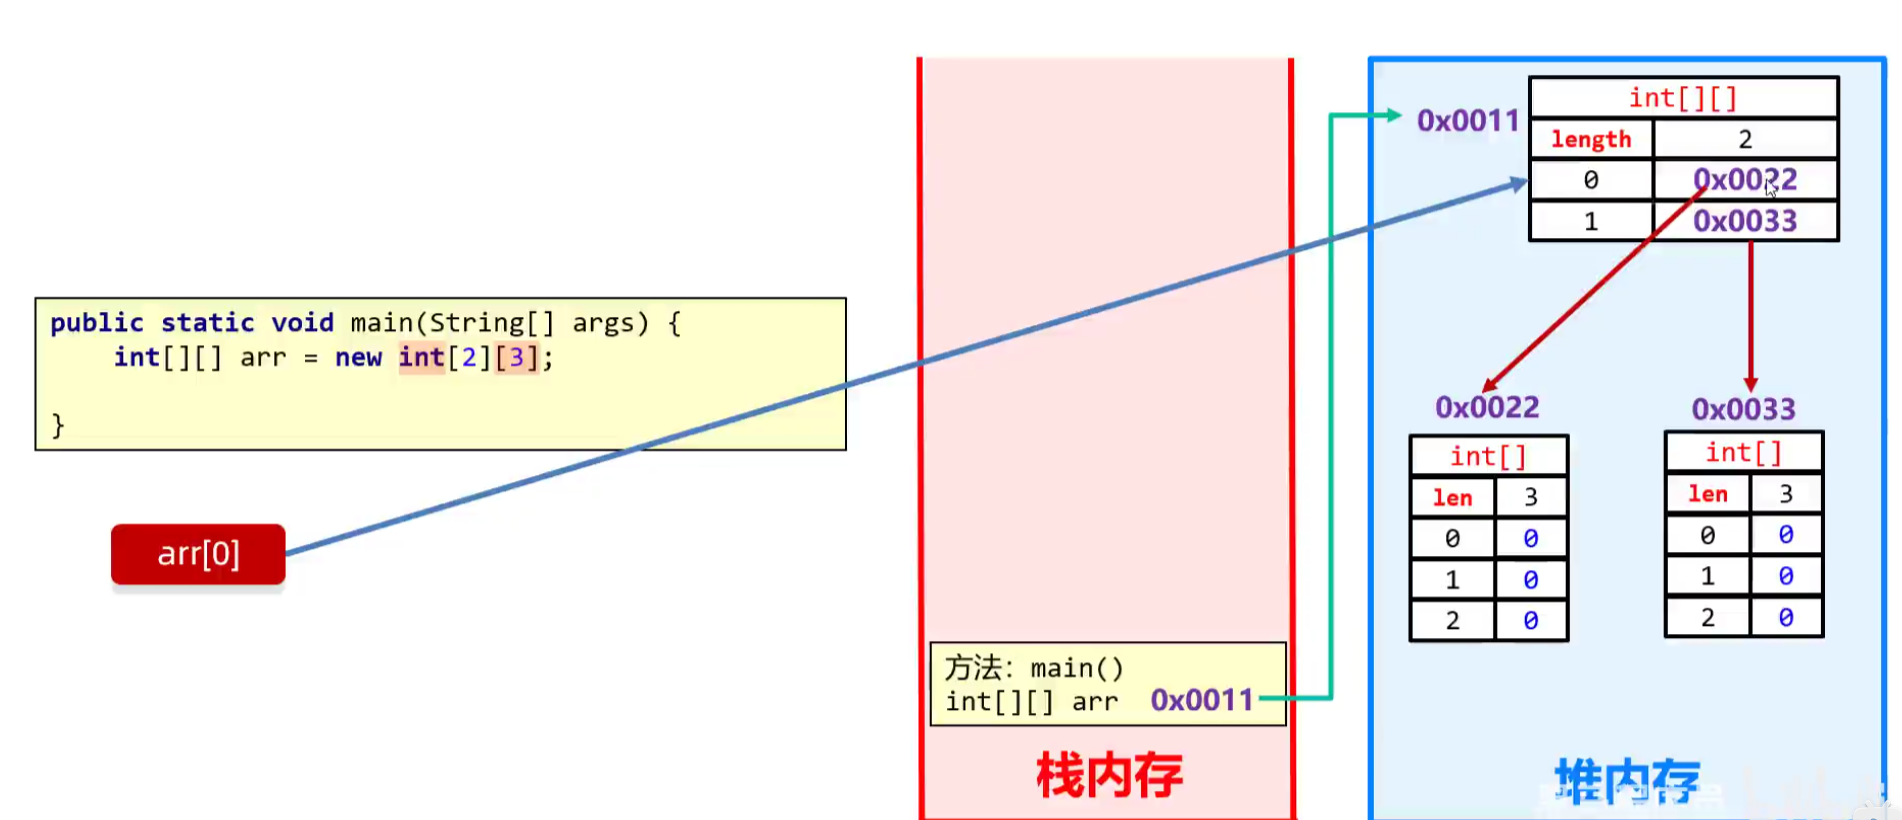 public static void main(String[] args) {
int[][] arr = new int[2][3];
}
arr[0]
方法: main()
int[][] arr 0x0011
栈内存
0x0011
int[][]
length 2
0 0x0022
1 0x0033
0x0022
int[]
len 3
0 0
1 0
2 0
0x0033
int[]
len 3
0 0
1 0
2 0
堆内存